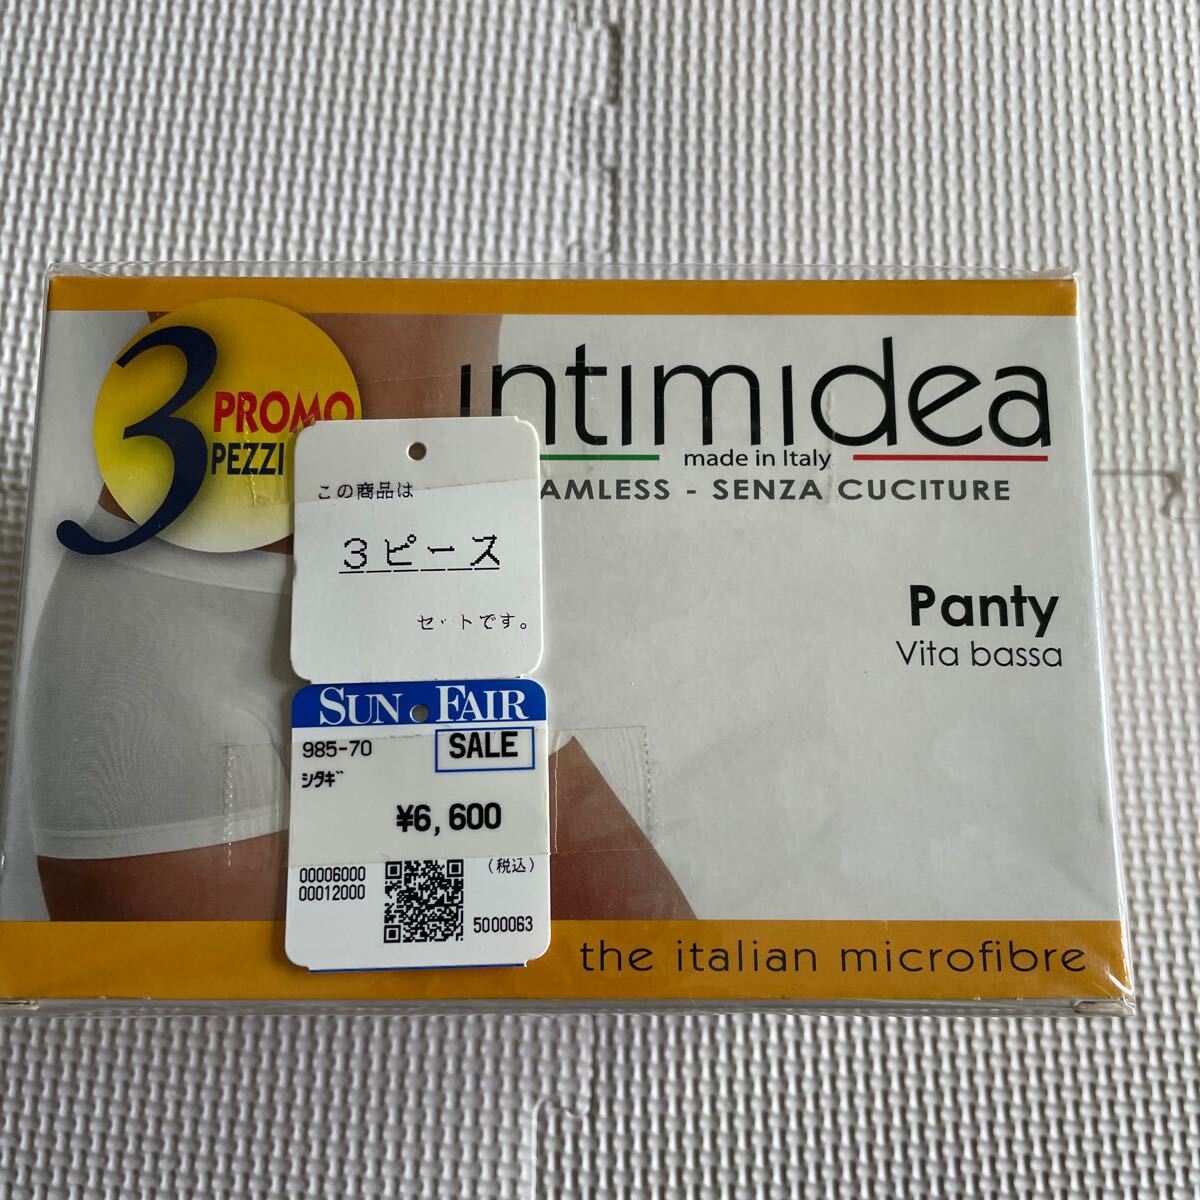 3
PROMO
PEZZI
intimidea
made in Italy
AMLESS - SENZA CUCITURE
Panty
Vita bassa
この商品は
3ピース
セットです。
SUN FAIR
985-70
SALE
シタギ
¥6,600
(税込)
00006000
00012000
5000063
the italian microfibre